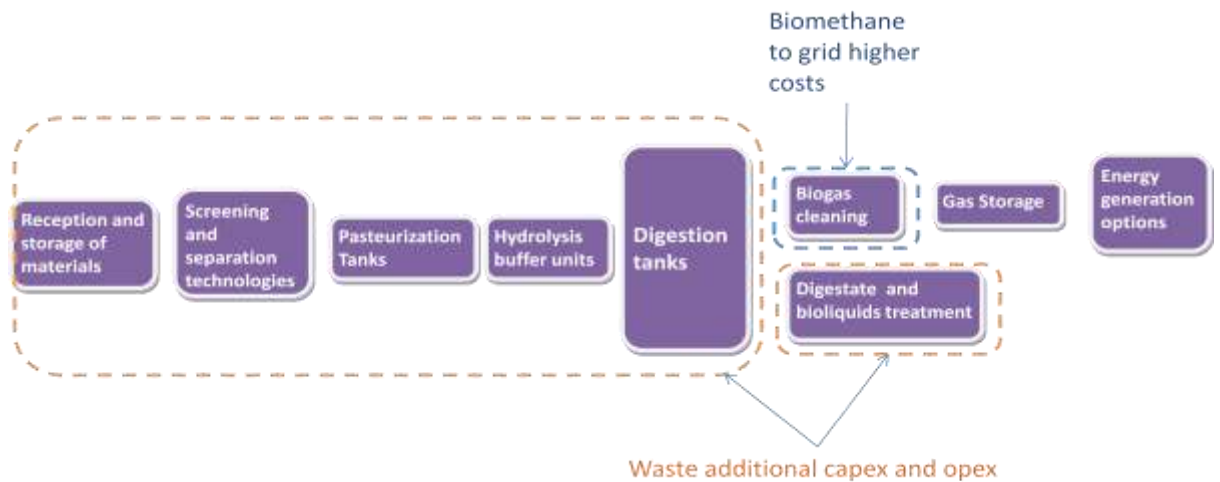 Biomethane
to grid higher
costs
Reception and
storage of
materials
Screening
and
separation
technologies
Pasteurization
Tanks
Hydrolysis
buffer units
Digestion
tanks
Biogas
cleaning
Gas Storage
Energy
generation
options
Digestate and
bioliquids treatment
Waste additional capex and opex